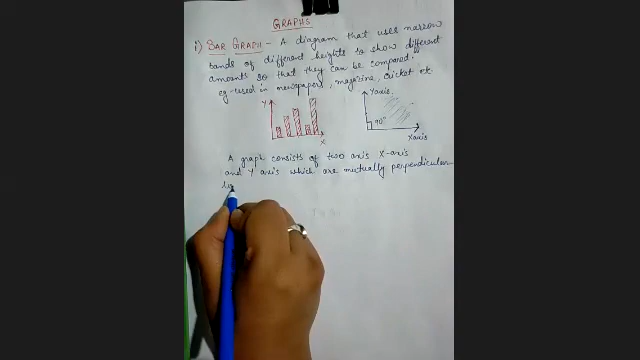 GRAPHS
i) BAR GRAPH - A diagram that uses narrow
bands of different heights to show different
amounts so that they can be compared.
eg-used in newspapers, magazine, cricket etc
Y
X
Y axis
90°
X axis
A graph consists of two axis X-axis
and Y axis which are mutually perpendicular